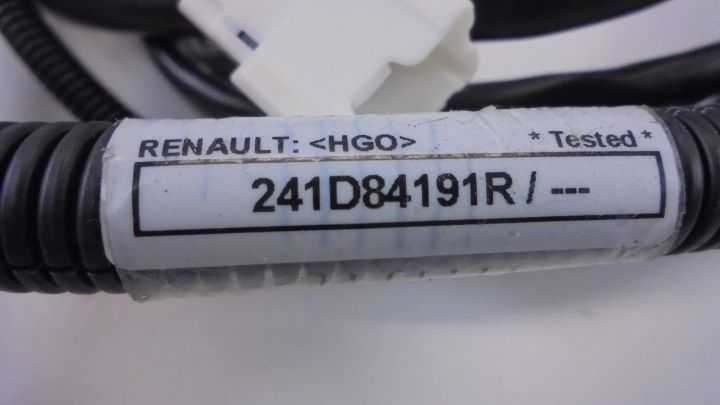 RENAULT: <HGO> * Tested *
241D84191R / ---